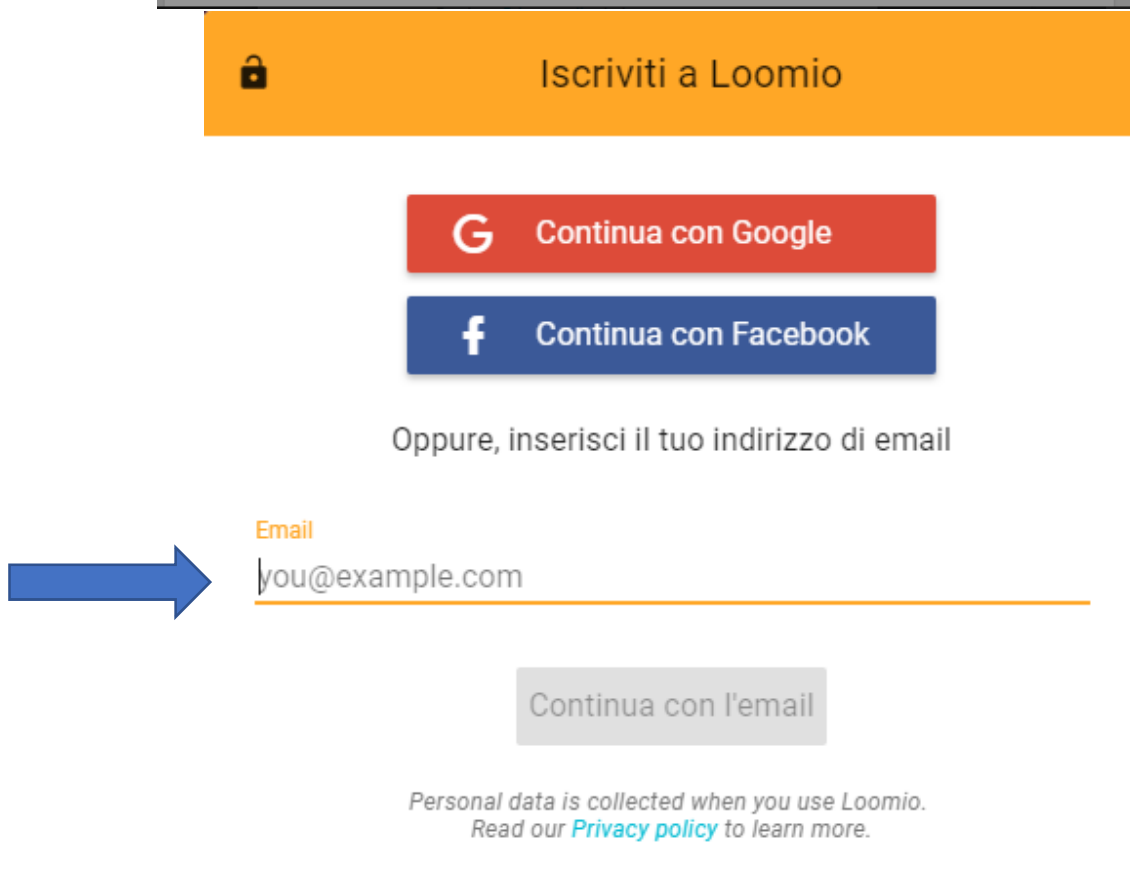 Iscriviti a Loomio
G Continua con Google
f Continua con Facebook
Oppure, inserisci il tuo indirizzo di email
Email
you@example.com
Continua con l'email
Personal data is collected when you use Loomio.
Read our Privacy policy to learn more.